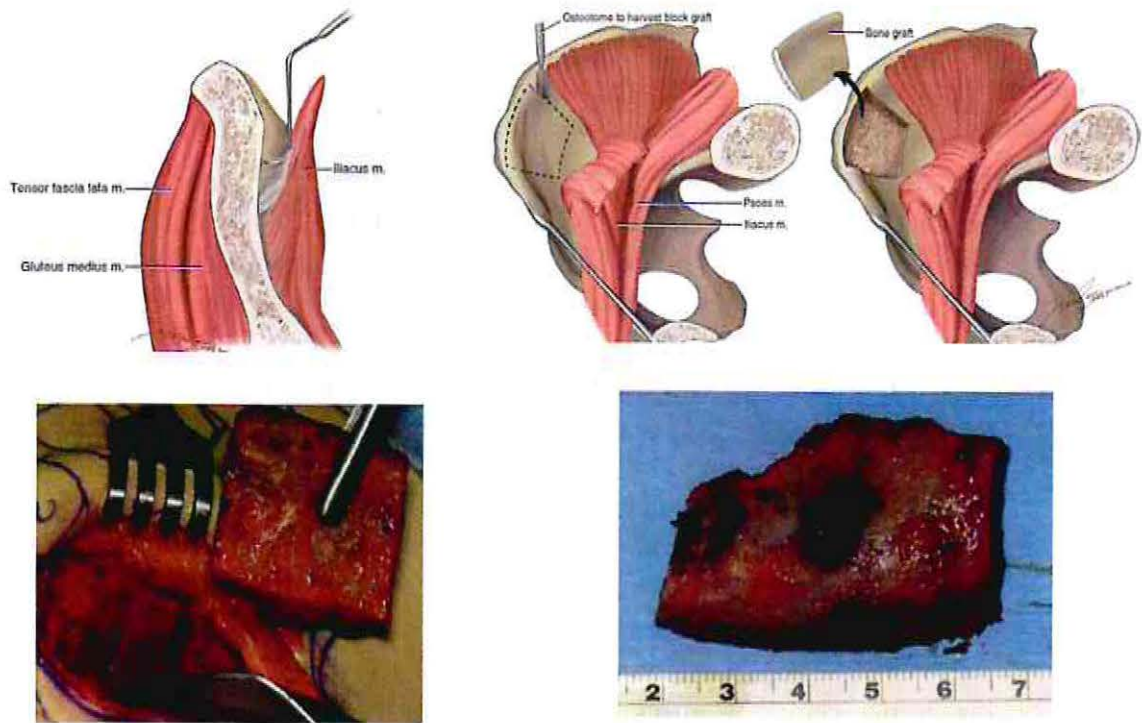 Osteotome to harvest block graft
Bone graft
Iliacus m.
Tensor fascia lata m.
Psoas m.
Iliacus m.
Gluteus medius m.
2 3 4 5 6 7